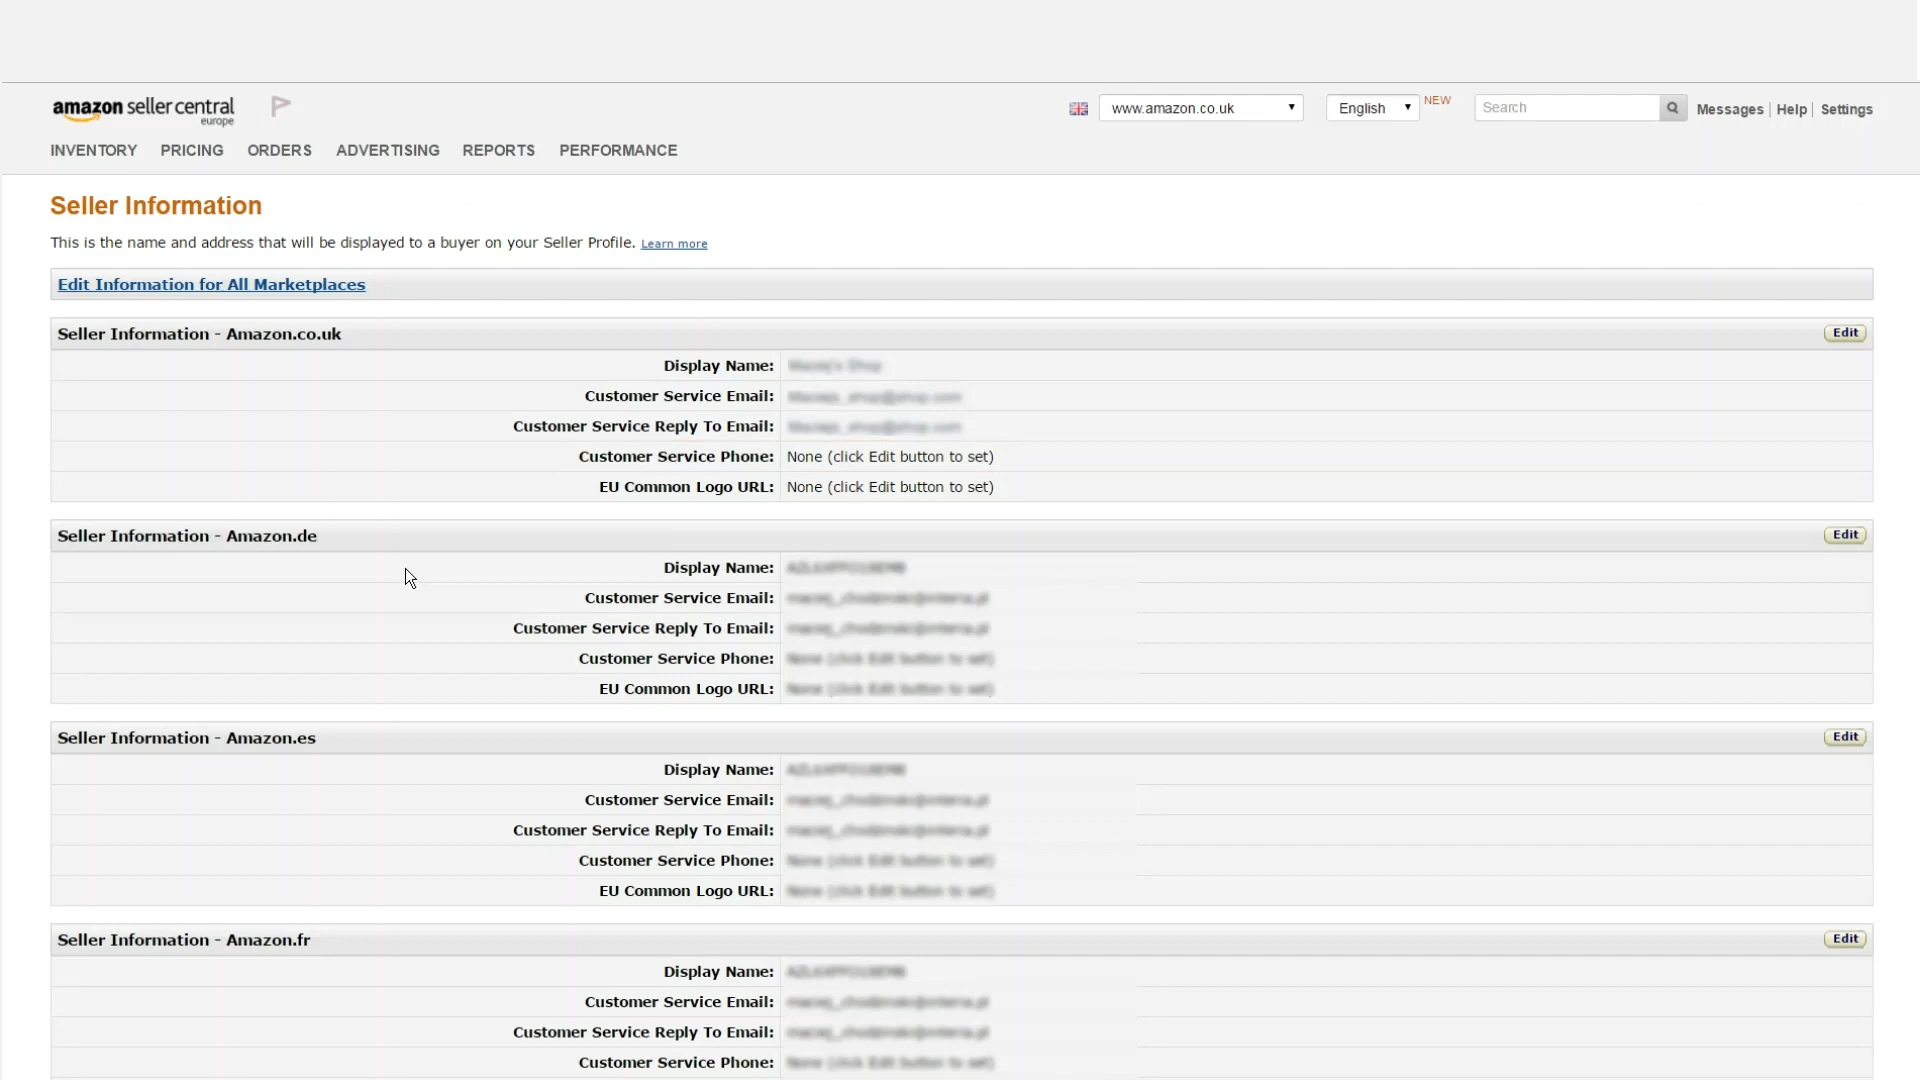 amazon seller central
europe
www.amazon.co.uk
English
NEW
Search
Messages | Help | Settings
INVENTORY PRICING ORDERS ADVERTISING REPORTS PERFORMANCE
Seller Information
This is the name and address that will be displayed to a buyer on your Seller Profile. Learn more
Edit Information for All Marketplaces
Seller Information - Amazon.co.uk Edit
Display Name:
Customer Service Email:
Customer Service Reply To Email:
Customer Service Phone: None (click Edit button to set)
EU Common Logo URL: None (click Edit button to set)
Seller Information - Amazon.de Edit
Display Name:
Customer Service Email:
Customer Service Reply To Email:
Customer Service Phone:
EU Common Logo URL:
Seller Information - Amazon.es Edit
Display Name:
Customer Service Email:
Customer Service Reply To Email:
Customer Service Phone:
EU Common Logo URL:
Seller Information - Amazon.fr Edit
Display Name:
Customer Service Email:
Customer Service Reply To Email:
Customer Service Phone: